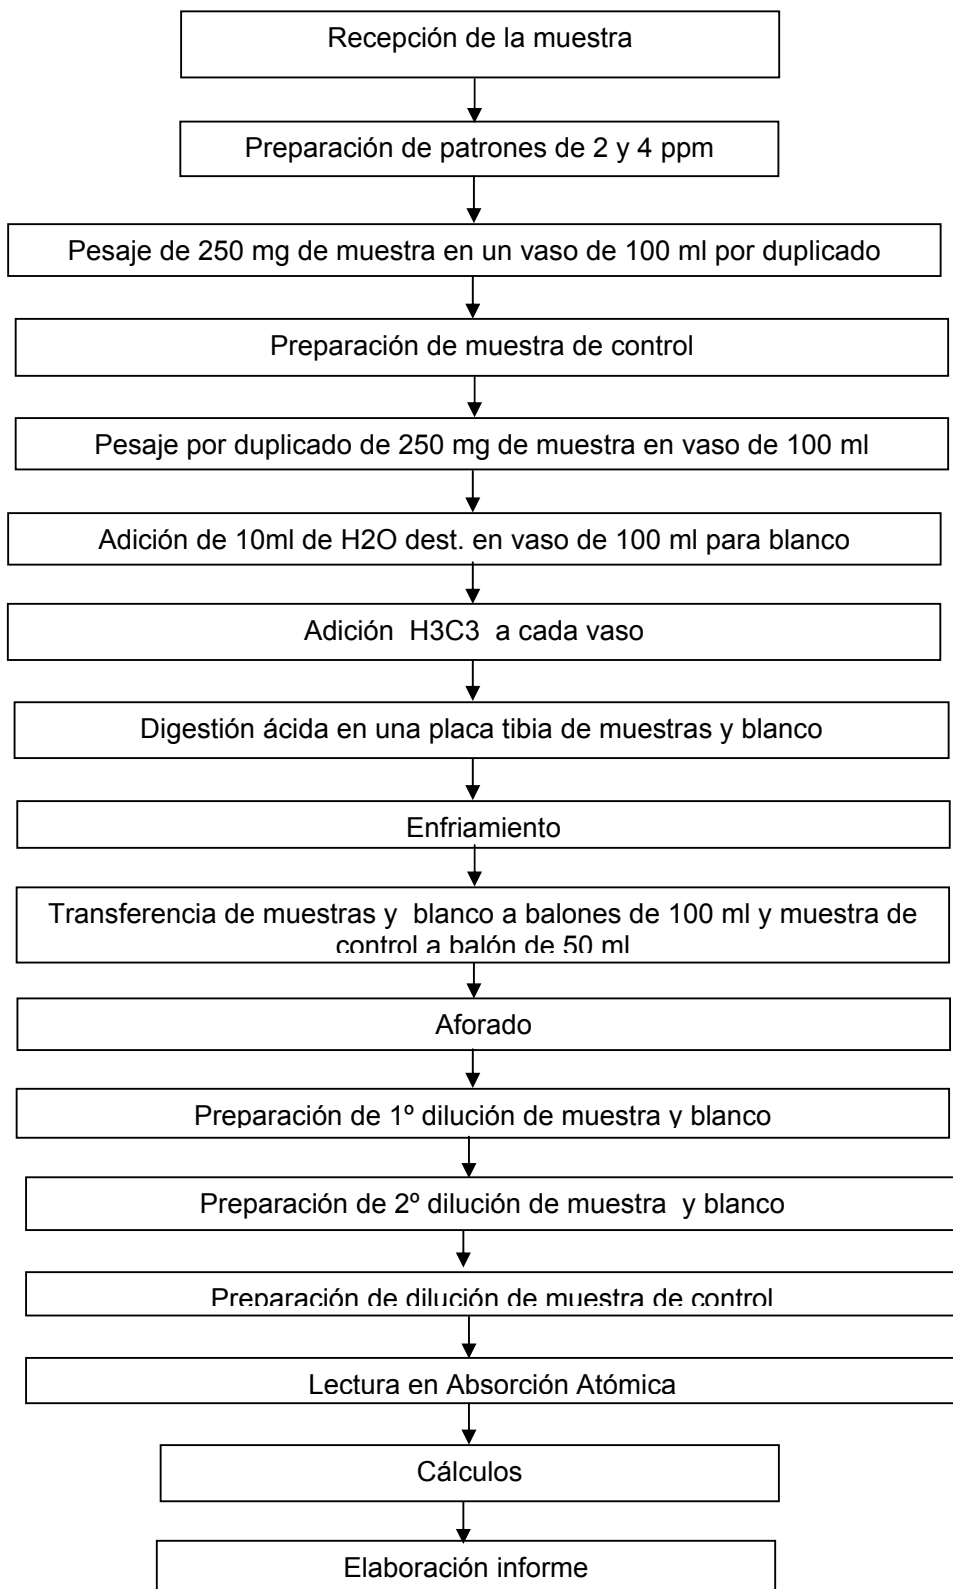 Recepción de la muestra
Preparación de patrones de 2 y 4 ppm
Pesaje de 250 mg de muestra en un vaso de 100 ml por duplicado
Preparación de muestra de control
Pesaje por duplicado de 250 mg de muestra en vaso de 100 ml
Adición de 10ml de H2O dest. en vaso de 100 ml para blanco
Adición H3C3 a cada vaso
Digestión ácida en una placa tibia de muestras y blanco
Enfriamiento
Transferencia de muestras y blanco a balones de 100 ml y muestra de
control a balón de 50 ml
Aforado
Preparación de 1º dilución de muestra y blanco
Preparación de 2º dilución de muestra y blanco
Preparación de dilución de muestra de control
Lectura en Absorción Atómica
Cálculos
Elaboración informe